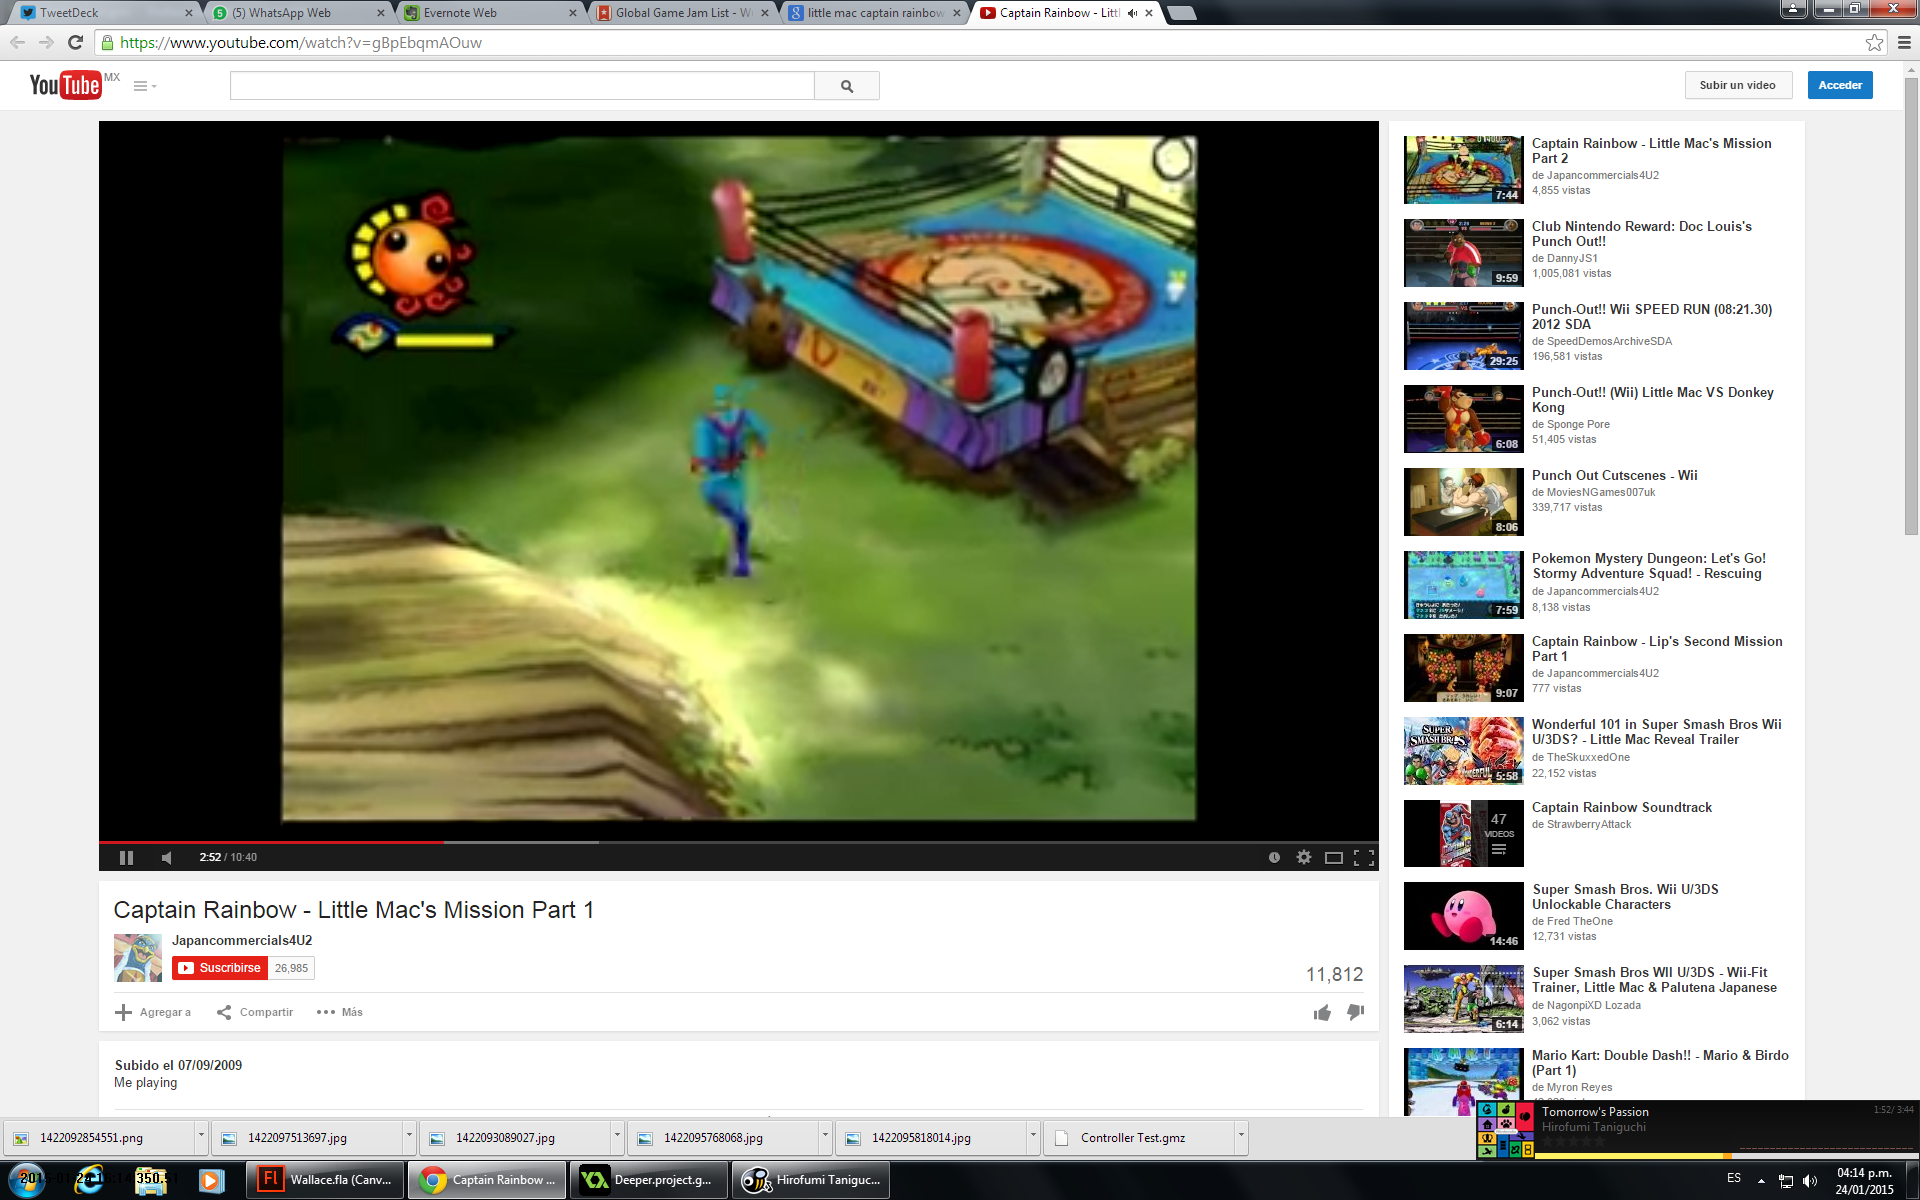 TweetDeck
(5) WhatsApp Web
Evernote Web
Global Game Jam List - W
little mac captain rainbow
Captain Rainbow - Littl
https://www.youtube.com/watch?v=gBpEbqmAOuw
YouTube MX
Subir un video
Acceder
Captain Rainbow - Little Mac's Mission
Part 2
de Japancommercials4U2
4,855 vistas
7:44
Club Nintendo Reward: Doc Louis's
Punch Out!!
de DannyJS1
1,005,081 vistas
9:59
Punch-Out!! Wii SPEED RUN (08:21.30)
2012 SDA
de SpeedDemosArchiveSDA
196,581 vistas
29:25
Punch-Out!! (Wii) Little Mac VS Donkey
Kong
de Sponge Pore
51,405 vistas
6:08
Punch Out Cutscenes - Wii
de MoviesNGames007uk
339,717 vistas
8:06
Pokemon Mystery Dungeon: Let's Go!
Stormy Adventure Squad! - Rescuing
de Japancommercials4U2
8,138 vistas
7:59
Captain Rainbow - Lip's Second Mission
Part 1
de Japancommercials4U2
777 vistas
9:07
Wonderful 101 in Super Smash Bros Wii
U/3DS? - Little Mac Reveal Trailer
de TheSkuxxedOne
22,152 vistas
SUPER
SMASH BROS.
5:58
Captain Rainbow Soundtrack
de StrawberryAttack
47
VIDEOS
Super Smash Bros. Wii U/3DS
Unlockable Characters
de Fred TheOne
12,731 vistas
14:46
Super Smash Bros WII U/3DS - Wii-Fit
Trainer, Little Mac & Palutena Japanese
de NagonpiXD Lozada
3,062 vistas
6:14
Mario Kart: Double Dash!! - Mario & Birdo
(Part 1)
de Myron Reyes
2:52 / 10:40
Captain Rainbow - Little Mac's Mission Part 1
Japancommercials4U2
Suscribirse
26,985
11,812
Agregar a
Compartir
Más
Subido el 07/09/2009
Me playing
Tomorrow's Passion
Hirofumi Taniguchi
1:52/ 3:44
1422092854551.png
1422097513697.jpg
1422093089027.jpg
1422095768068.jpg
1422095818014.jpg
Controller Test.gmz
Fl
Wallace.fla (Canv...
Captain Rainbow ...
Deeper.project.g...
Hirofumi Taniguc...
ES
04:14 p.m.
24/01/2015